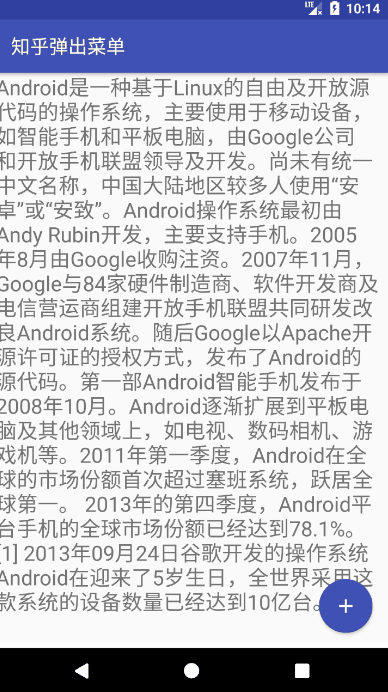 LTE 10:14
知乎弹出菜单
Android是一种基于Linux的自由及开放源
代码的操作系统，主要使用于移动设备，
如智能手机和平板电脑，由Google公司
和开放手机联盟领导及开发。尚未有统一
中文名称，中国大陆地区较多人使用“安
卓”或“安致”。Android操作系统最初由
Andy Rubin开发，主要支持手机。2005
年8月由Google收购注资。2007年11月，
Google与84家硬件制造商、软件开发商及
电信营运商组建开放手机联盟共同研发改
良Android系统。随后Google以Apache开
源许可证的授权方式，发布了Android的
源代码。第一部Android智能手机发布于
2008年10月。Android逐渐扩展到平板电
脑及其他领域上，如电视、数码相机、游
戏机等。2011年第一季度，Android在全
球的市场份额首次超过塞班系统，跃居全
球第一。 2013年的第四季度，Android平
台手机的全球市场份额已经达到78.1%。
[1] 2013年09月24日谷歌开发的操作系统
Android在迎来了5岁生日，全世界采用这
款系统的设备数量已经达到10亿台。